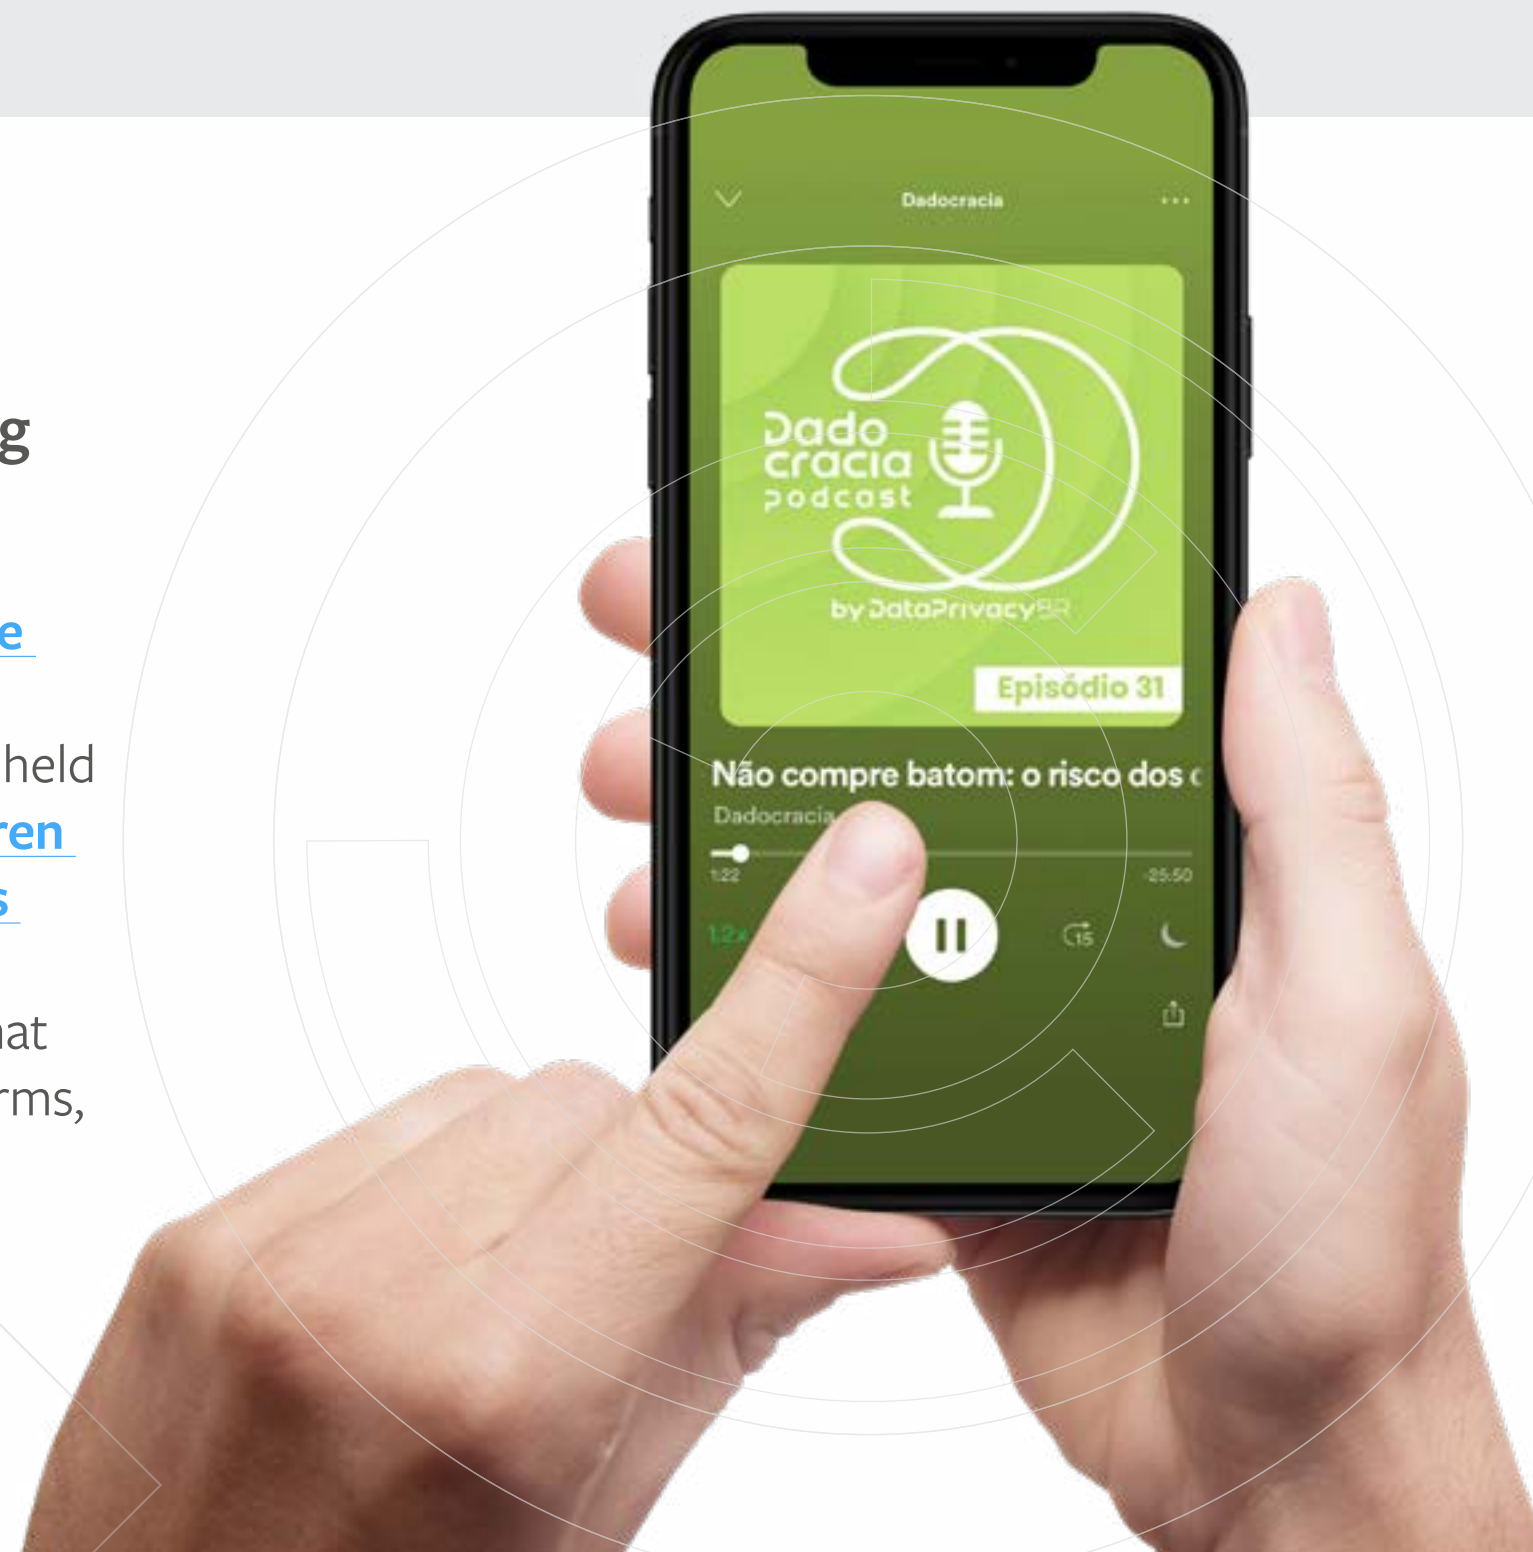 g
e
held
ren
s
nat
rms,
Dadocracia
Dado
cracia
podcast
by DataPrivacyBR
Episódio 31
Não compre batom: o risco dos
Dadocracia
1:22
-25:50
1.2x
15